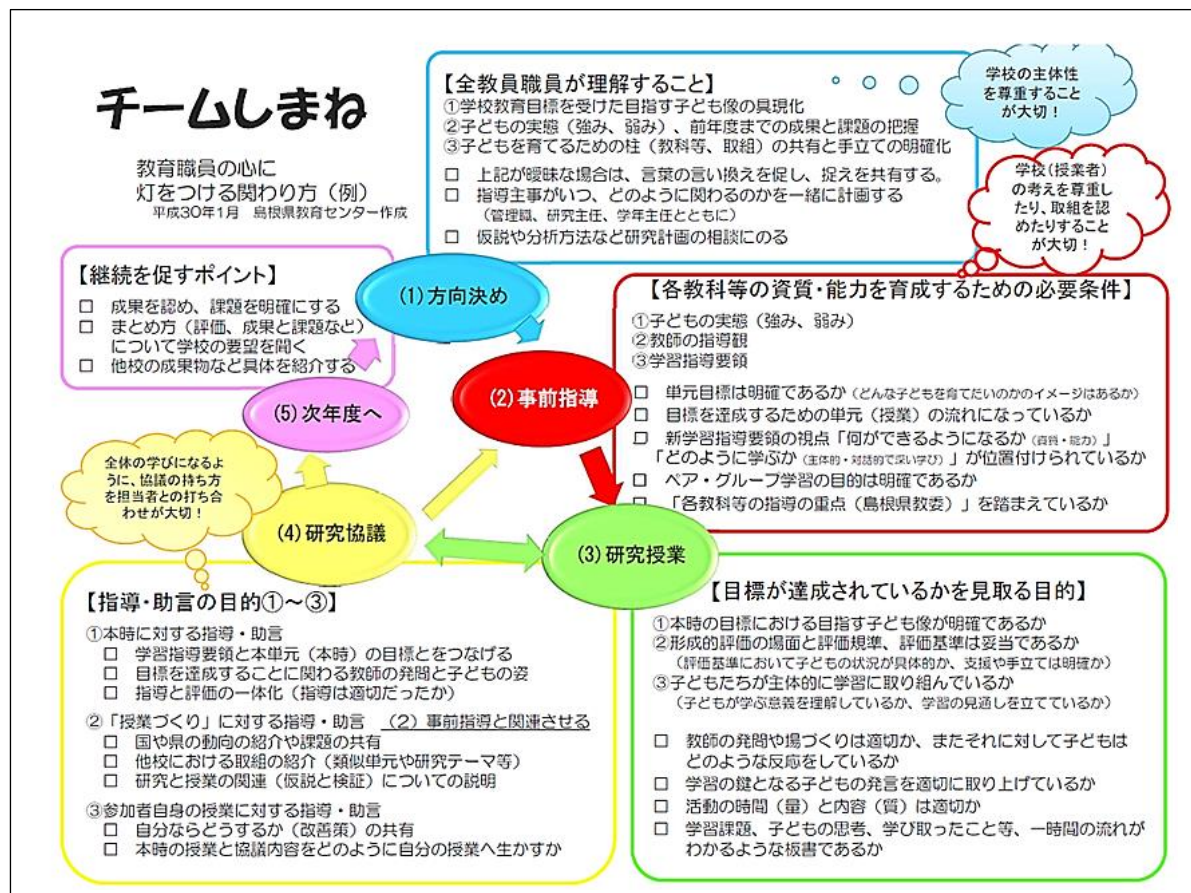 チームしまね
教育職員の心に
灯をつける関わり方（例）
平成30年1月　島根県教育センター作成
【全教員職員が理解すること】
①学校教育目標を受けた目指す子ども像の具現化
②子どもの実態（強み、弱み）、前年度までの成果と課題の把握
③子どもを育てるための柱（教科等、取組）の共有と手立ての明確化
□　上記が曖昧な場合は、言葉の言い換えを促し、捉えを共有する。
□　指導主事がいつ、どのように関わるのかを一緒に計画する
（管理職、研究主任、学年主任とともに）
□　仮説や分析方法など研究計画の相談にのる
学校の主体性
を尊重すること
が大切！
学校（授業者）
の考えを尊重し
たり、取組を認
めたりすること
が大切！
【継続を促すポイント】
□　成果を認め、課題を明確にする
□　まとめ方（評価、成果と課題など）
について学校の要望を聞く
□　他校の成果物など具体を紹介する
(1)方向決め
(2)事前指導
(3)研究授業
(4)研究協議
(5)次年度へ
【各教科等の資質・能力を育成するための必要条件】
①子どもの実態（強み、弱み）
②教師の指導観
③学習指導要領
□　単元目標は明確であるか（どんな子どもを育てたいのかのイメージはあるか）
□　目標を達成するための単元（授業）の流れになっているか
□　新学習指導要領の視点「何ができるようになるか（資質・能力）」
「どのように学ぶか（主体的・対話的で深い学び）」が位置付けられているか
□　ペア・グループ学習の目的は明確であるか
□　「各教科等の指導の重点（島根県教委）」を踏まえているか
全体の学びになるよ
うに、協議の持ち方
を担当者との打ち合
わせが大切！
【指導・助言の目的①～③】
①本時に対する指導・助言
□　学習指導要領と本単元（本時）の目標とをつなげる
□　目標を達成することに関わる教師の発問と子どもの姿
□　指導と評価の一体化（指導は適切だったか）
②「授業づくり」に対する指導・助言　（2）事前指導と関連させる
□　国や県の動向の紹介や課題の共有
□　他校における取組の紹介（類似単元や研究テーマ等）
□　研究と授業の関連（仮説と検証）についての説明
③参加者自身の授業に対する指導・助言
□　自分ならどうするか（改善策）の共有
□　本時の授業と協議内容をどのように自分の授業へ生かすか
【目標が達成されているかを見取る目的】
①本時の目標における目指す子ども像が明確であるか
②形成的評価の場面と評価規準、評価基準は妥当であるか
（評価基準において子どもの状況が具体的か、支援や手立ては明確か）
③子どもたちが主体的に学習に取り組んでいるか
（子どもが学ぶ意義を理解しているか、学習の見通しを立てているか）
□　教師の発問や場づくりは適切か、またそれに対して子どもは
どのような反応をしているか
□　学習の鍵となる子どもの発言を適切に取り上げているか
□　活動の時間（量）と内容（質）は適切か
□　学習課題、子どもの思考、学び取ったこと等、一時間の流れが
わかるような板書であるか